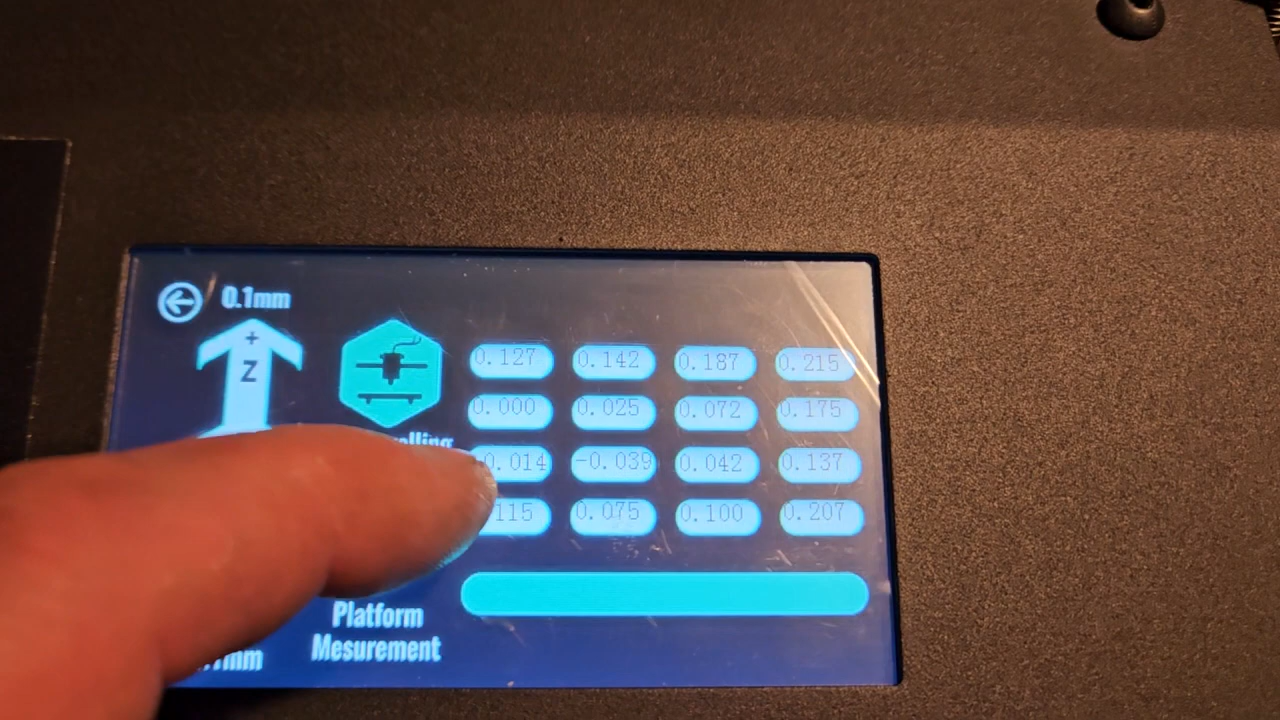 0.1mm
+
Z
0.127 0.142 0.187 0.215
0.000 0.025 0.072 0.175
0.014 -0.039 0.042 0.137
115 0.075 0.100 0.207
Platform
Mesurement